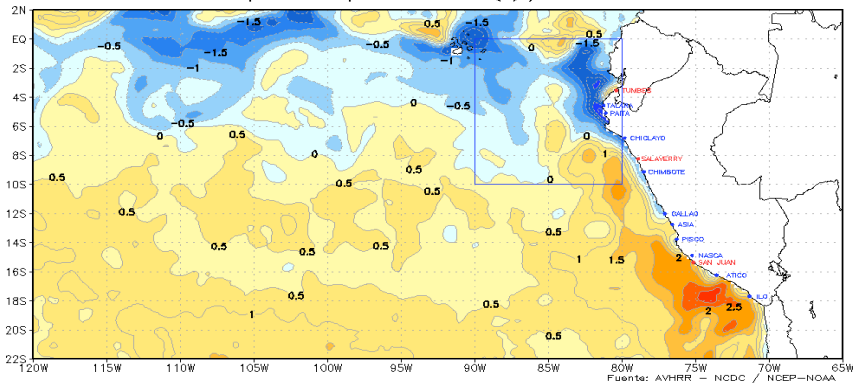 2N
EQ
2S
4S
6S
8S
10S
12S
14S
16S
18S
20S
22S
120W
115W
110W
105W
100W
95W
90W
85W
80W
75W
70W
65W
-1.5
-0.5
-1.5
-1
0.5
-1.5
-0.5
-1
0
0.5
-1.5
0
-0.5
-0.5
0
0.5
0
0
1
0
0.5
0.5
0.5
0.5
0.5
0.5
0.5
0.5
1
1.5
2
0.5
0.5
1
0.5
2
2.5
TUMBES
TALARA
PAITA
CHICLAYO
SALAVERRY
CHIMBOTE
CALLAO
ASIA
PISCO
NASCA
SAN JUAN
ATICO
ILO
Fuente: AVHRR - NCDC / NCEP-NOAA